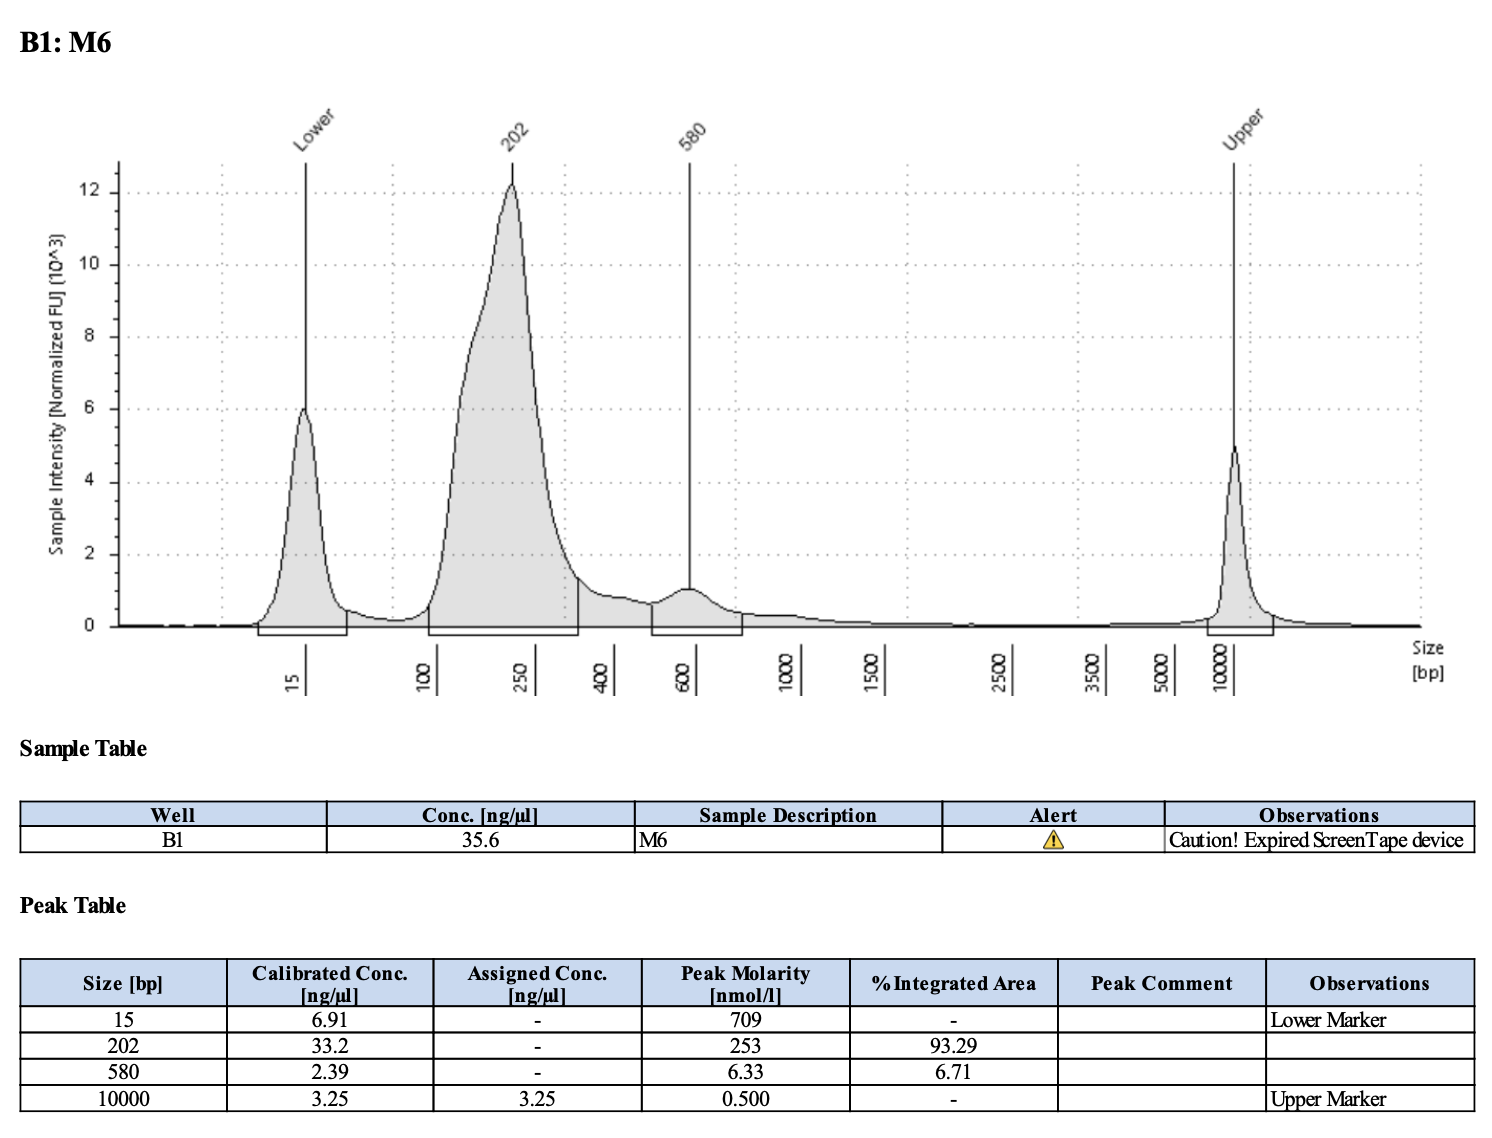 B1: M6
Lower
202
580
Upper
Sample Intensity [Normalized FU] (10^3)
12
10
8
6
4
2
0
15
100
250
400
600
1000
1500
2500
3500
5000
10000
Size
[bp]
Sample Table
Well Conc. [ng/µl] Sample Description Alert Observations
B1 35.6 M6 Caution! Expired ScreenTape device
Peak Table
Size [bp] Calibrated Conc. [ng/µl] Assigned Conc. [ng/µl] Peak Molarity [nmol/l] % Integrated Area Peak Comment Observations
15 6.91 - 709 - Lower Marker
202 33.2 - 253 93.29
580 2.39 - 6.33 6.71
10000 3.25 3.25 0.500 - Upper Marker